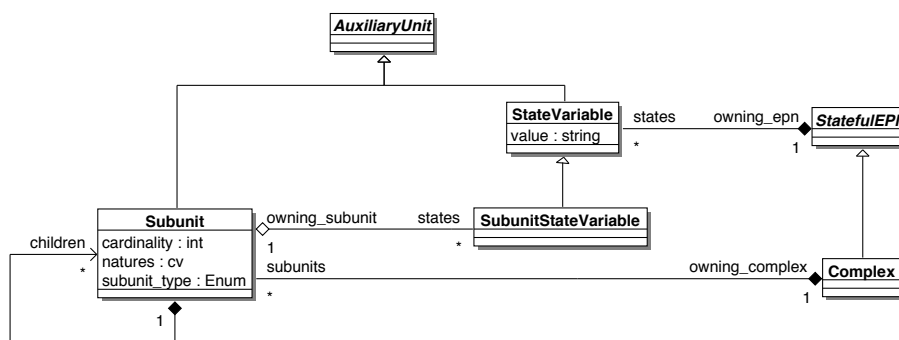 AuxiliaryUnit
StateVariable
value : string
states
owning_epn
*
1
StatefulEPN
Subunit
cardinality : int
natures : cv
subunit_type : Enum
children
*
owning_subunit
states
1
*
SubunitStateVariable
subunits
owning_complex
*
1
Complex
1